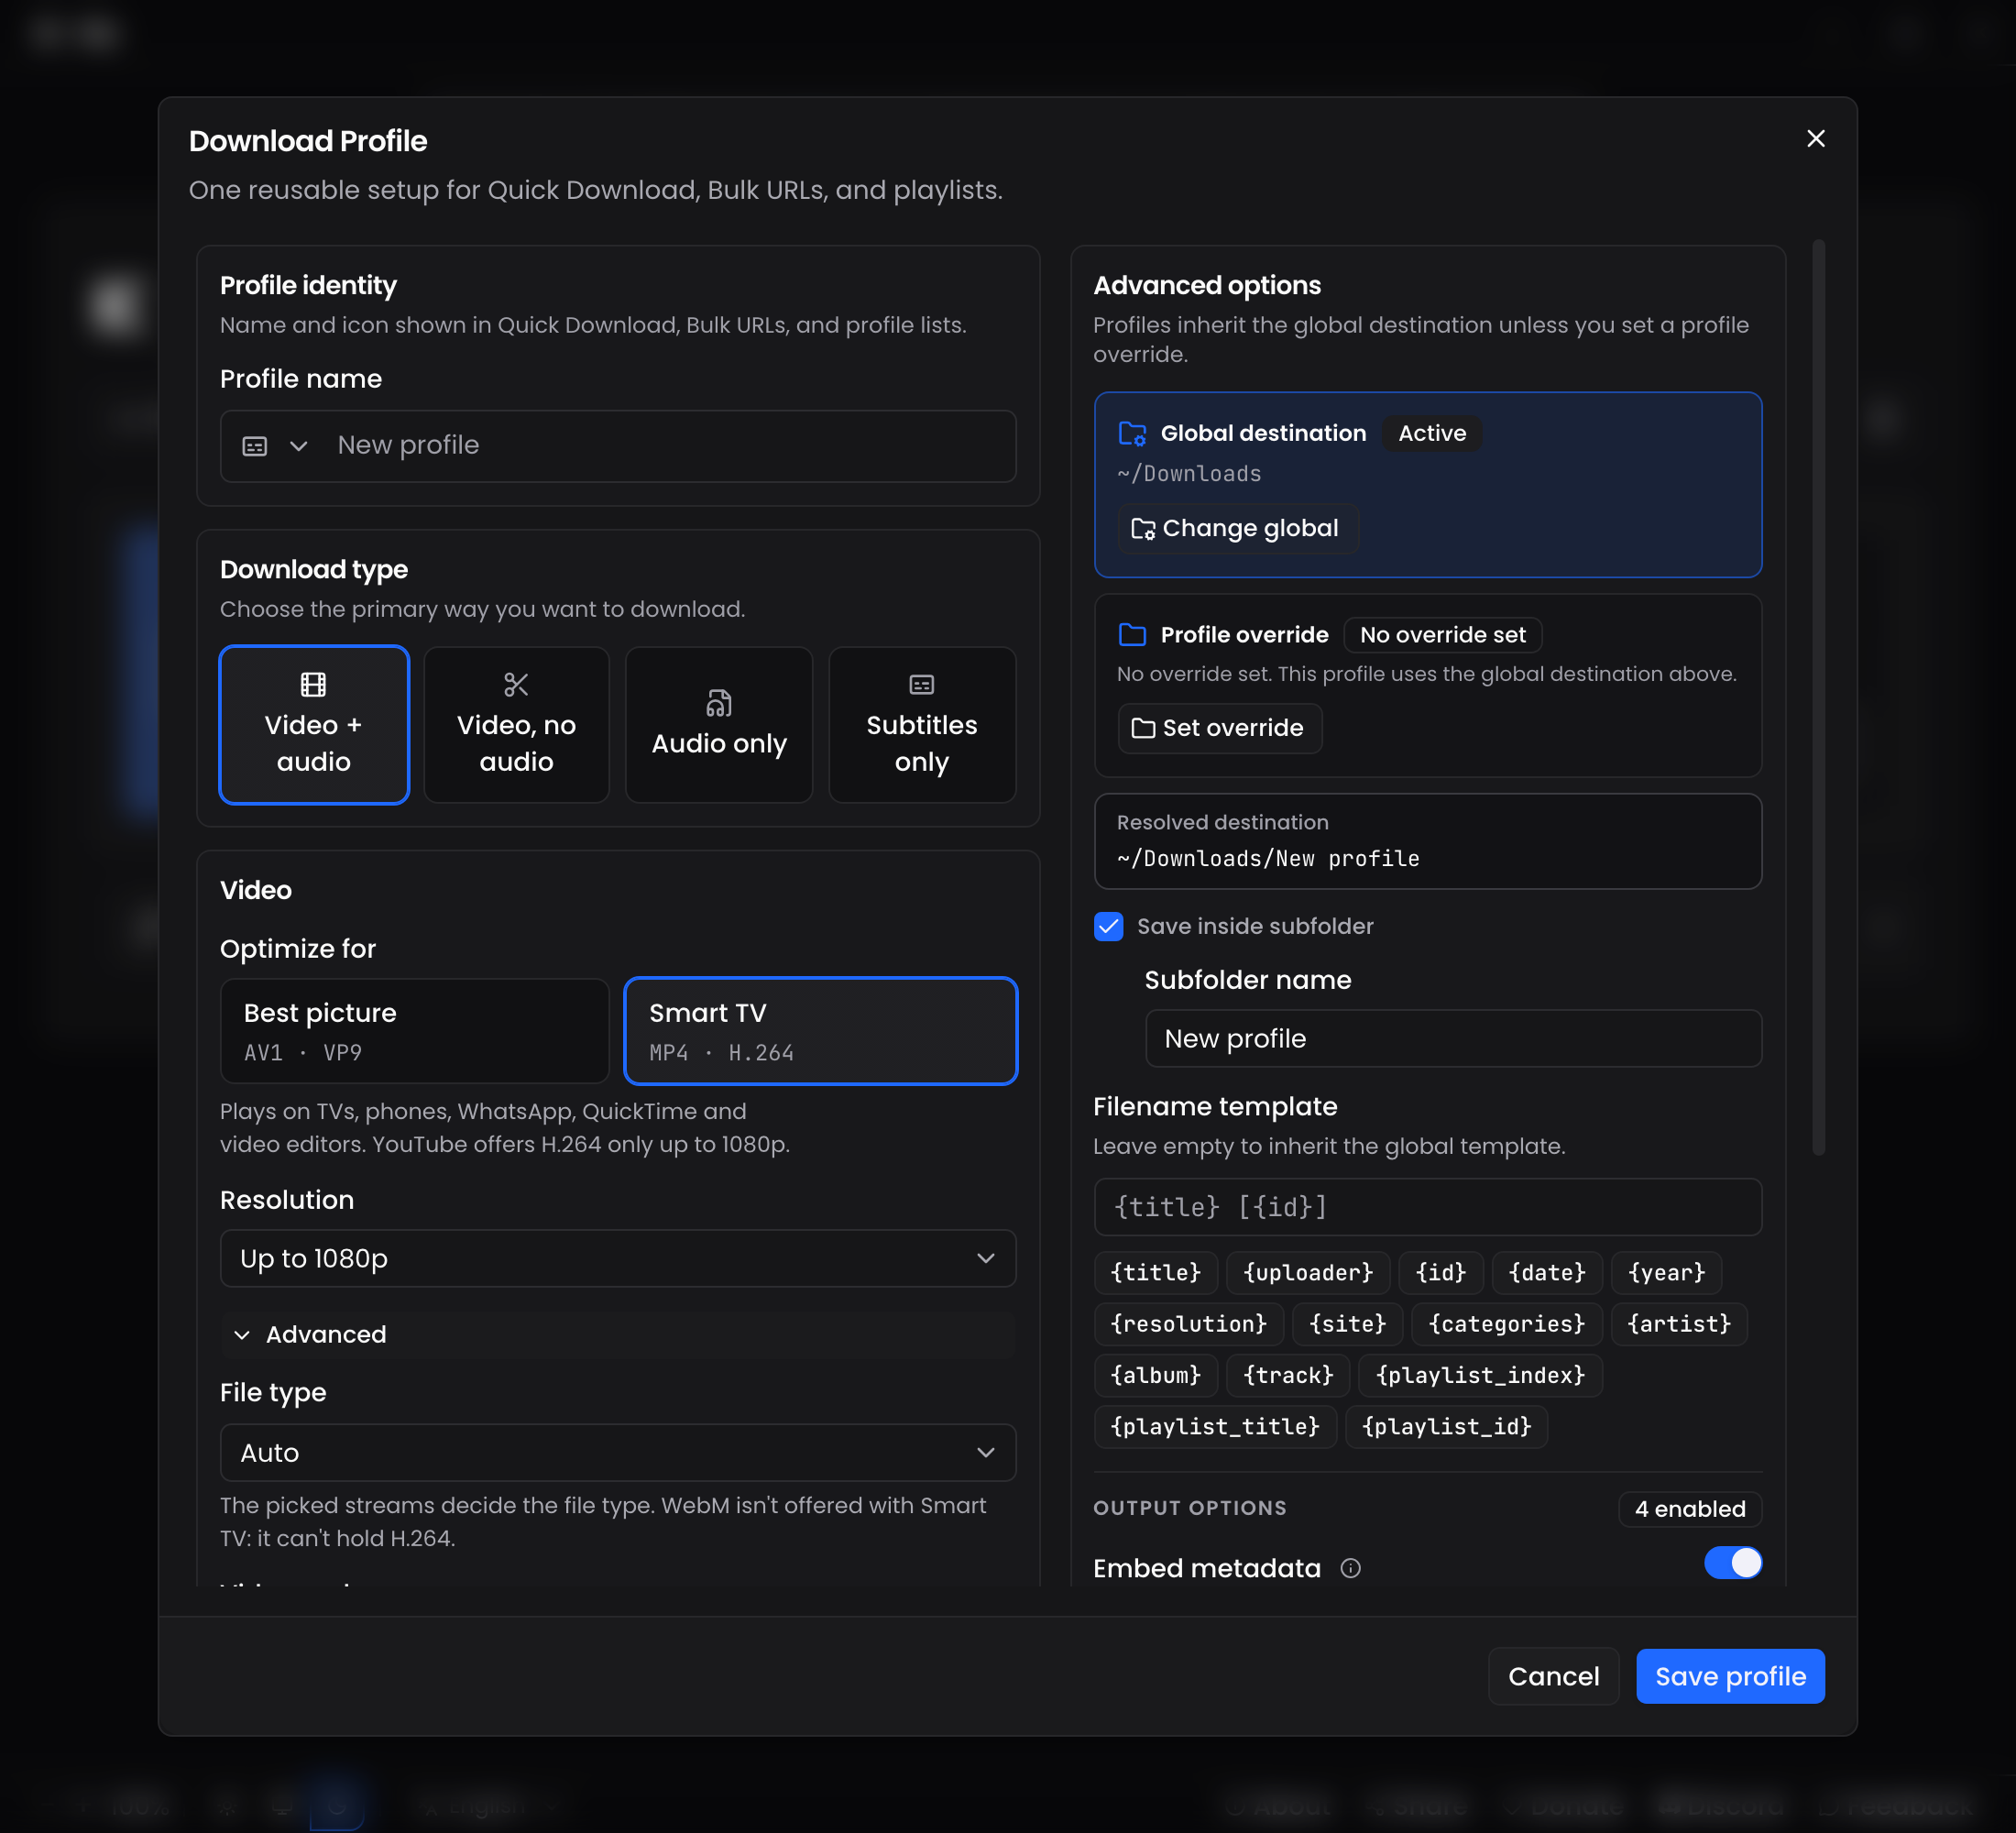 Download Profile
One reusable setup for Quick Download, Bulk URLs, and playlists.
Profile identity
Name and icon shown in Quick Download, Bulk URLs, and profile lists.
Profile name
New profile
Download type
Choose the primary way you want to download.
Video +
audio
Video, no
audio
Audio only
Subtitles
only
Video
Optimize for
Best picture
AV1 · VP9
Smart TV
MP4 · H.264
Plays on TVs, phones, WhatsApp, QuickTime and
video editors. YouTube offers H.264 only up to 1080p.
Resolution
Up to 1080p
Advanced
File type
Auto
The picked streams decide the file type. WebM isn't offered with Smart
TV: it can't hold H.264.
Advanced options
Profiles inherit the global destination unless you set a profile
override.
Global destination Active
~/Downloads
Change global
Profile override No override set
No override set. This profile uses the global destination above.
Set override
Resolved destination
~/Downloads/New profile
Save inside subfolder
Subfolder name
New profile
Filename template
Leave empty to inherit the global template.
{title} [{id}]
{title} {uploader} {id} {date} {year}
{resolution} {site} {categories} {artist}
{album} {track} {playlist_index}
{playlist_title} {playlist_id}
OUTPUT OPTIONS 4 enabled
Embed metadata
Cancel Save profile
English
About Share Donate Discord Feedback